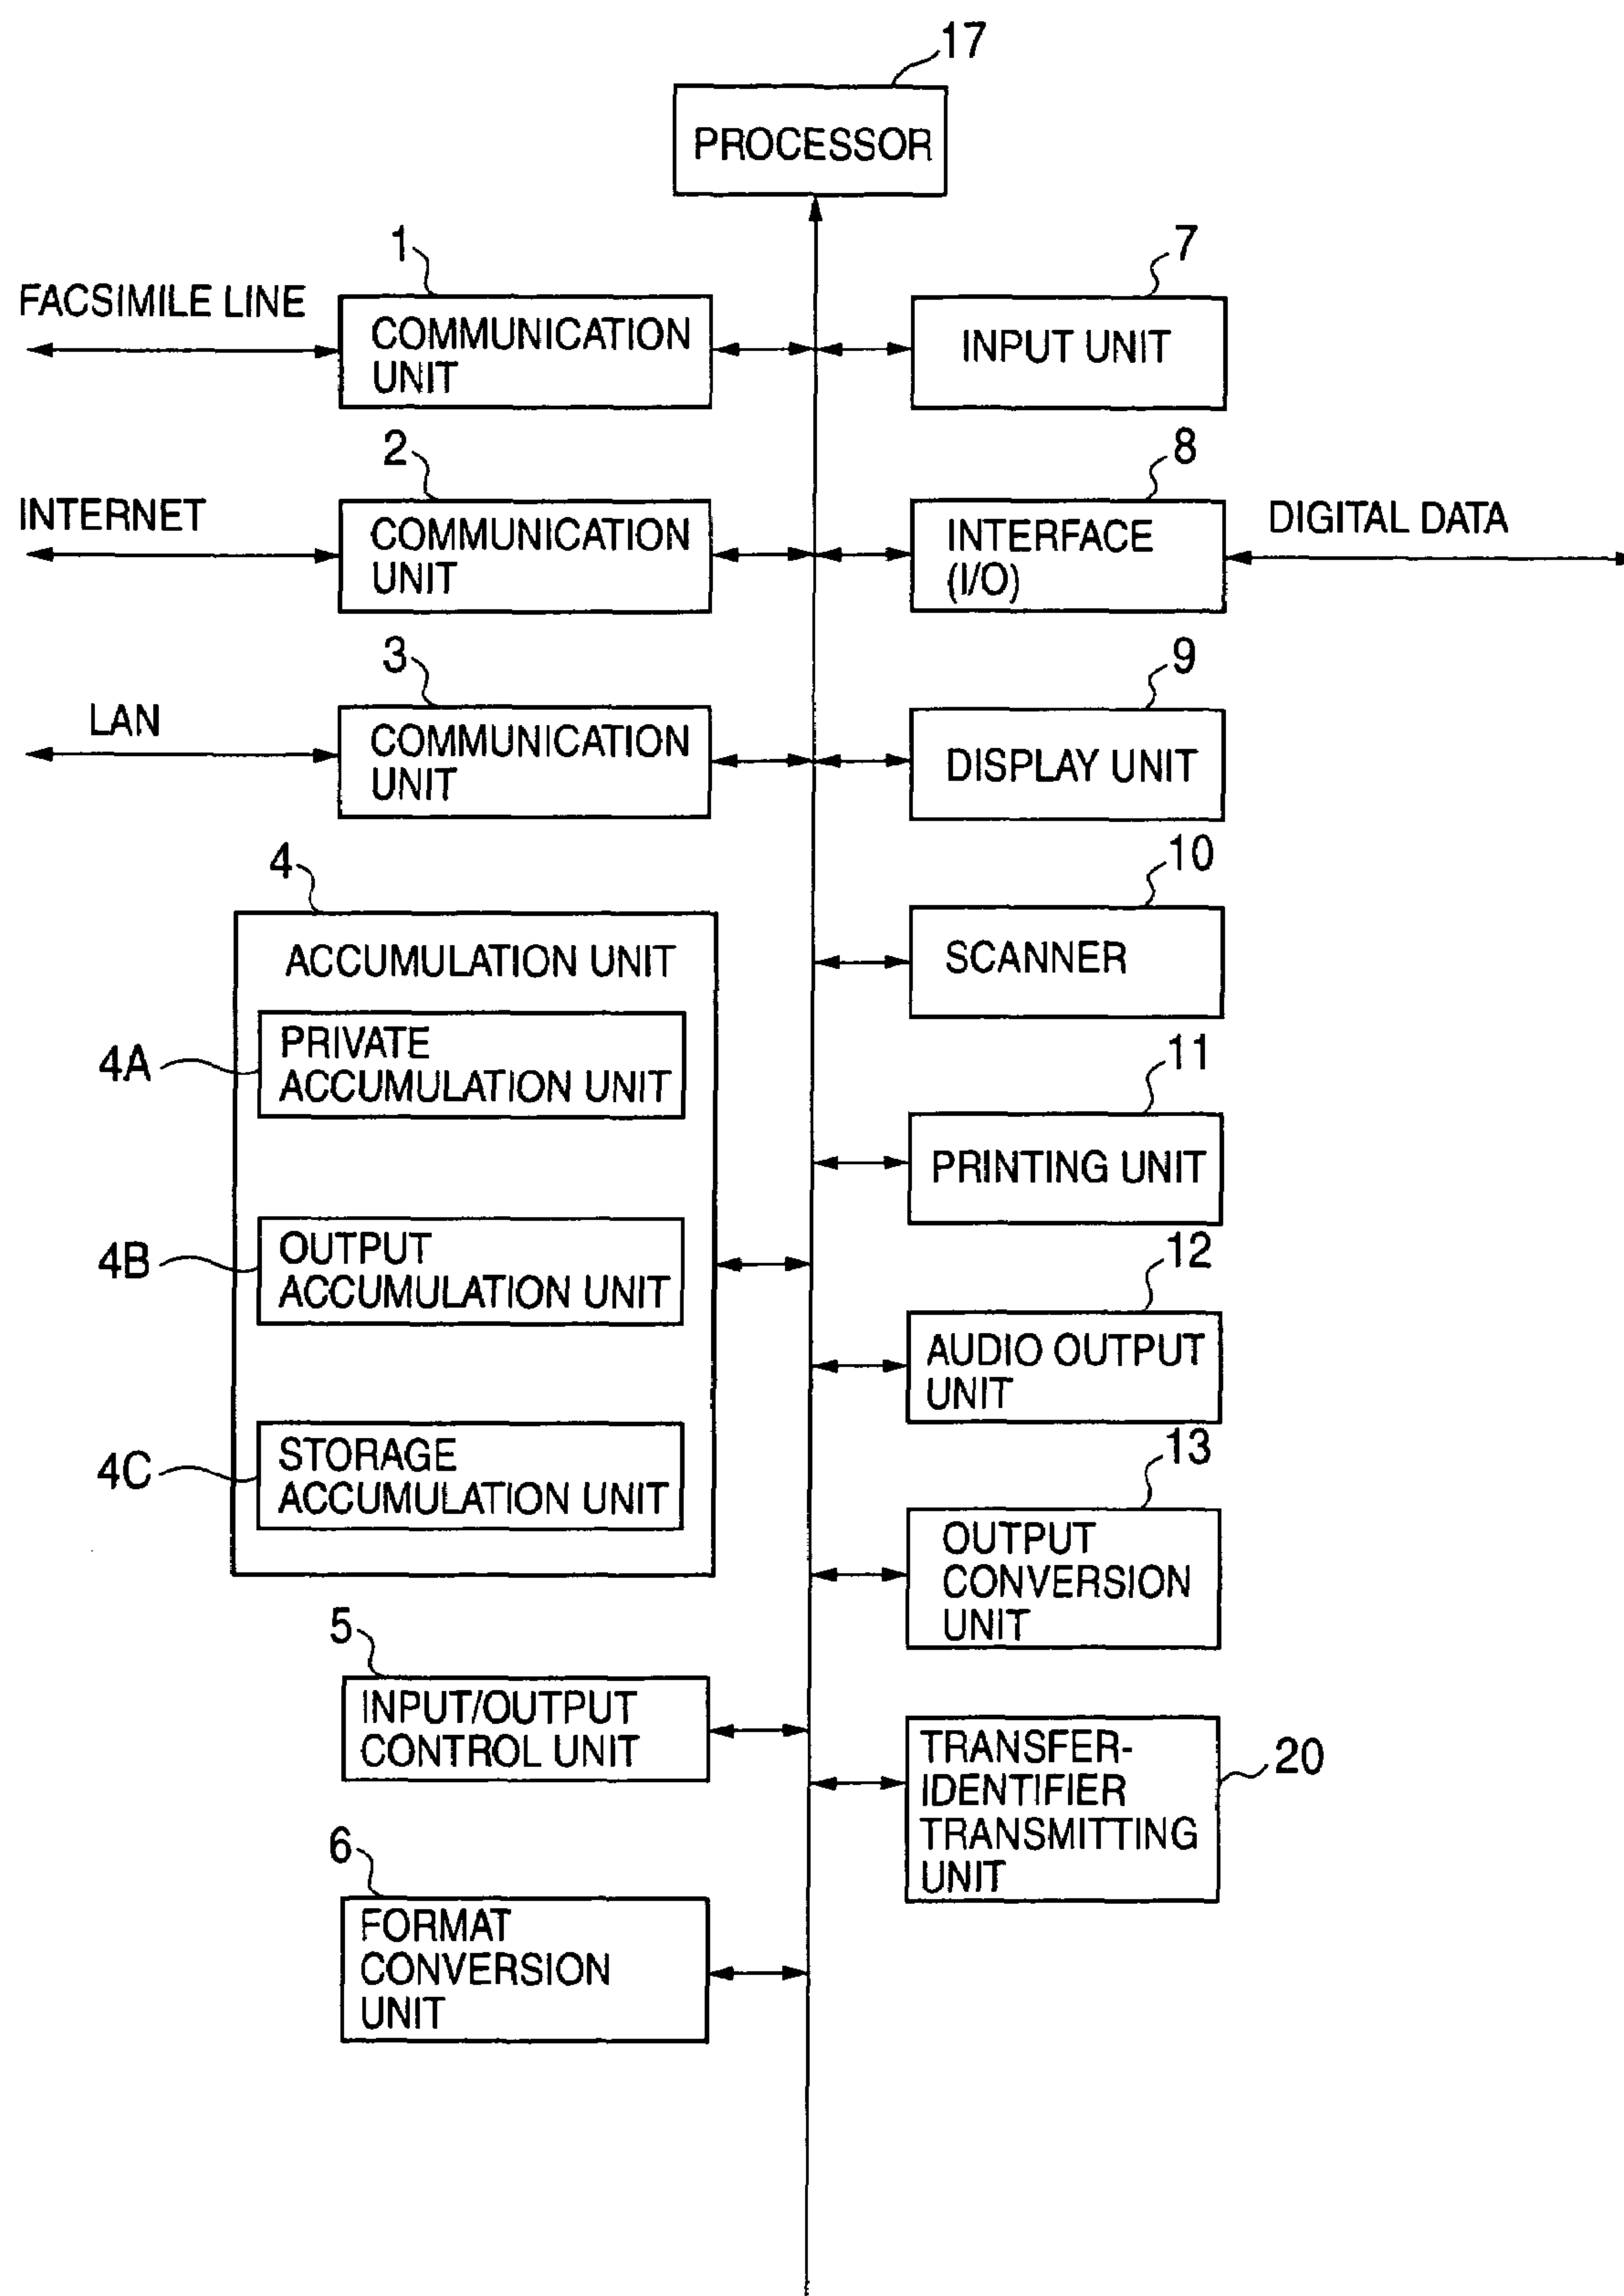 17
PROCESSOR
1
FACSIMILE LINE
COMMUNICATION
UNIT
7
INPUT UNIT
2
INTERNET
COMMUNICATION
UNIT
8
INTERFACE
(I/O)
DIGITAL DATA
3
LAN
COMMUNICATION
UNIT
9
DISPLAY UNIT
4
ACCUMULATION UNIT
4A
PRIVATE
ACCUMULATION UNIT
4B
OUTPUT
ACCUMULATION UNIT
4C
STORAGE
ACCUMULATION UNIT
10
SCANNER
11
PRINTING UNIT
12
AUDIO OUTPUT
UNIT
13
OUTPUT
CONVERSION
UNIT
5
INPUT/OUTPUT
CONTROL UNIT
TRANSFER-
IDENTIFIER
TRANSMITTING
UNIT
20
6
FORMAT
CONVERSION
UNIT